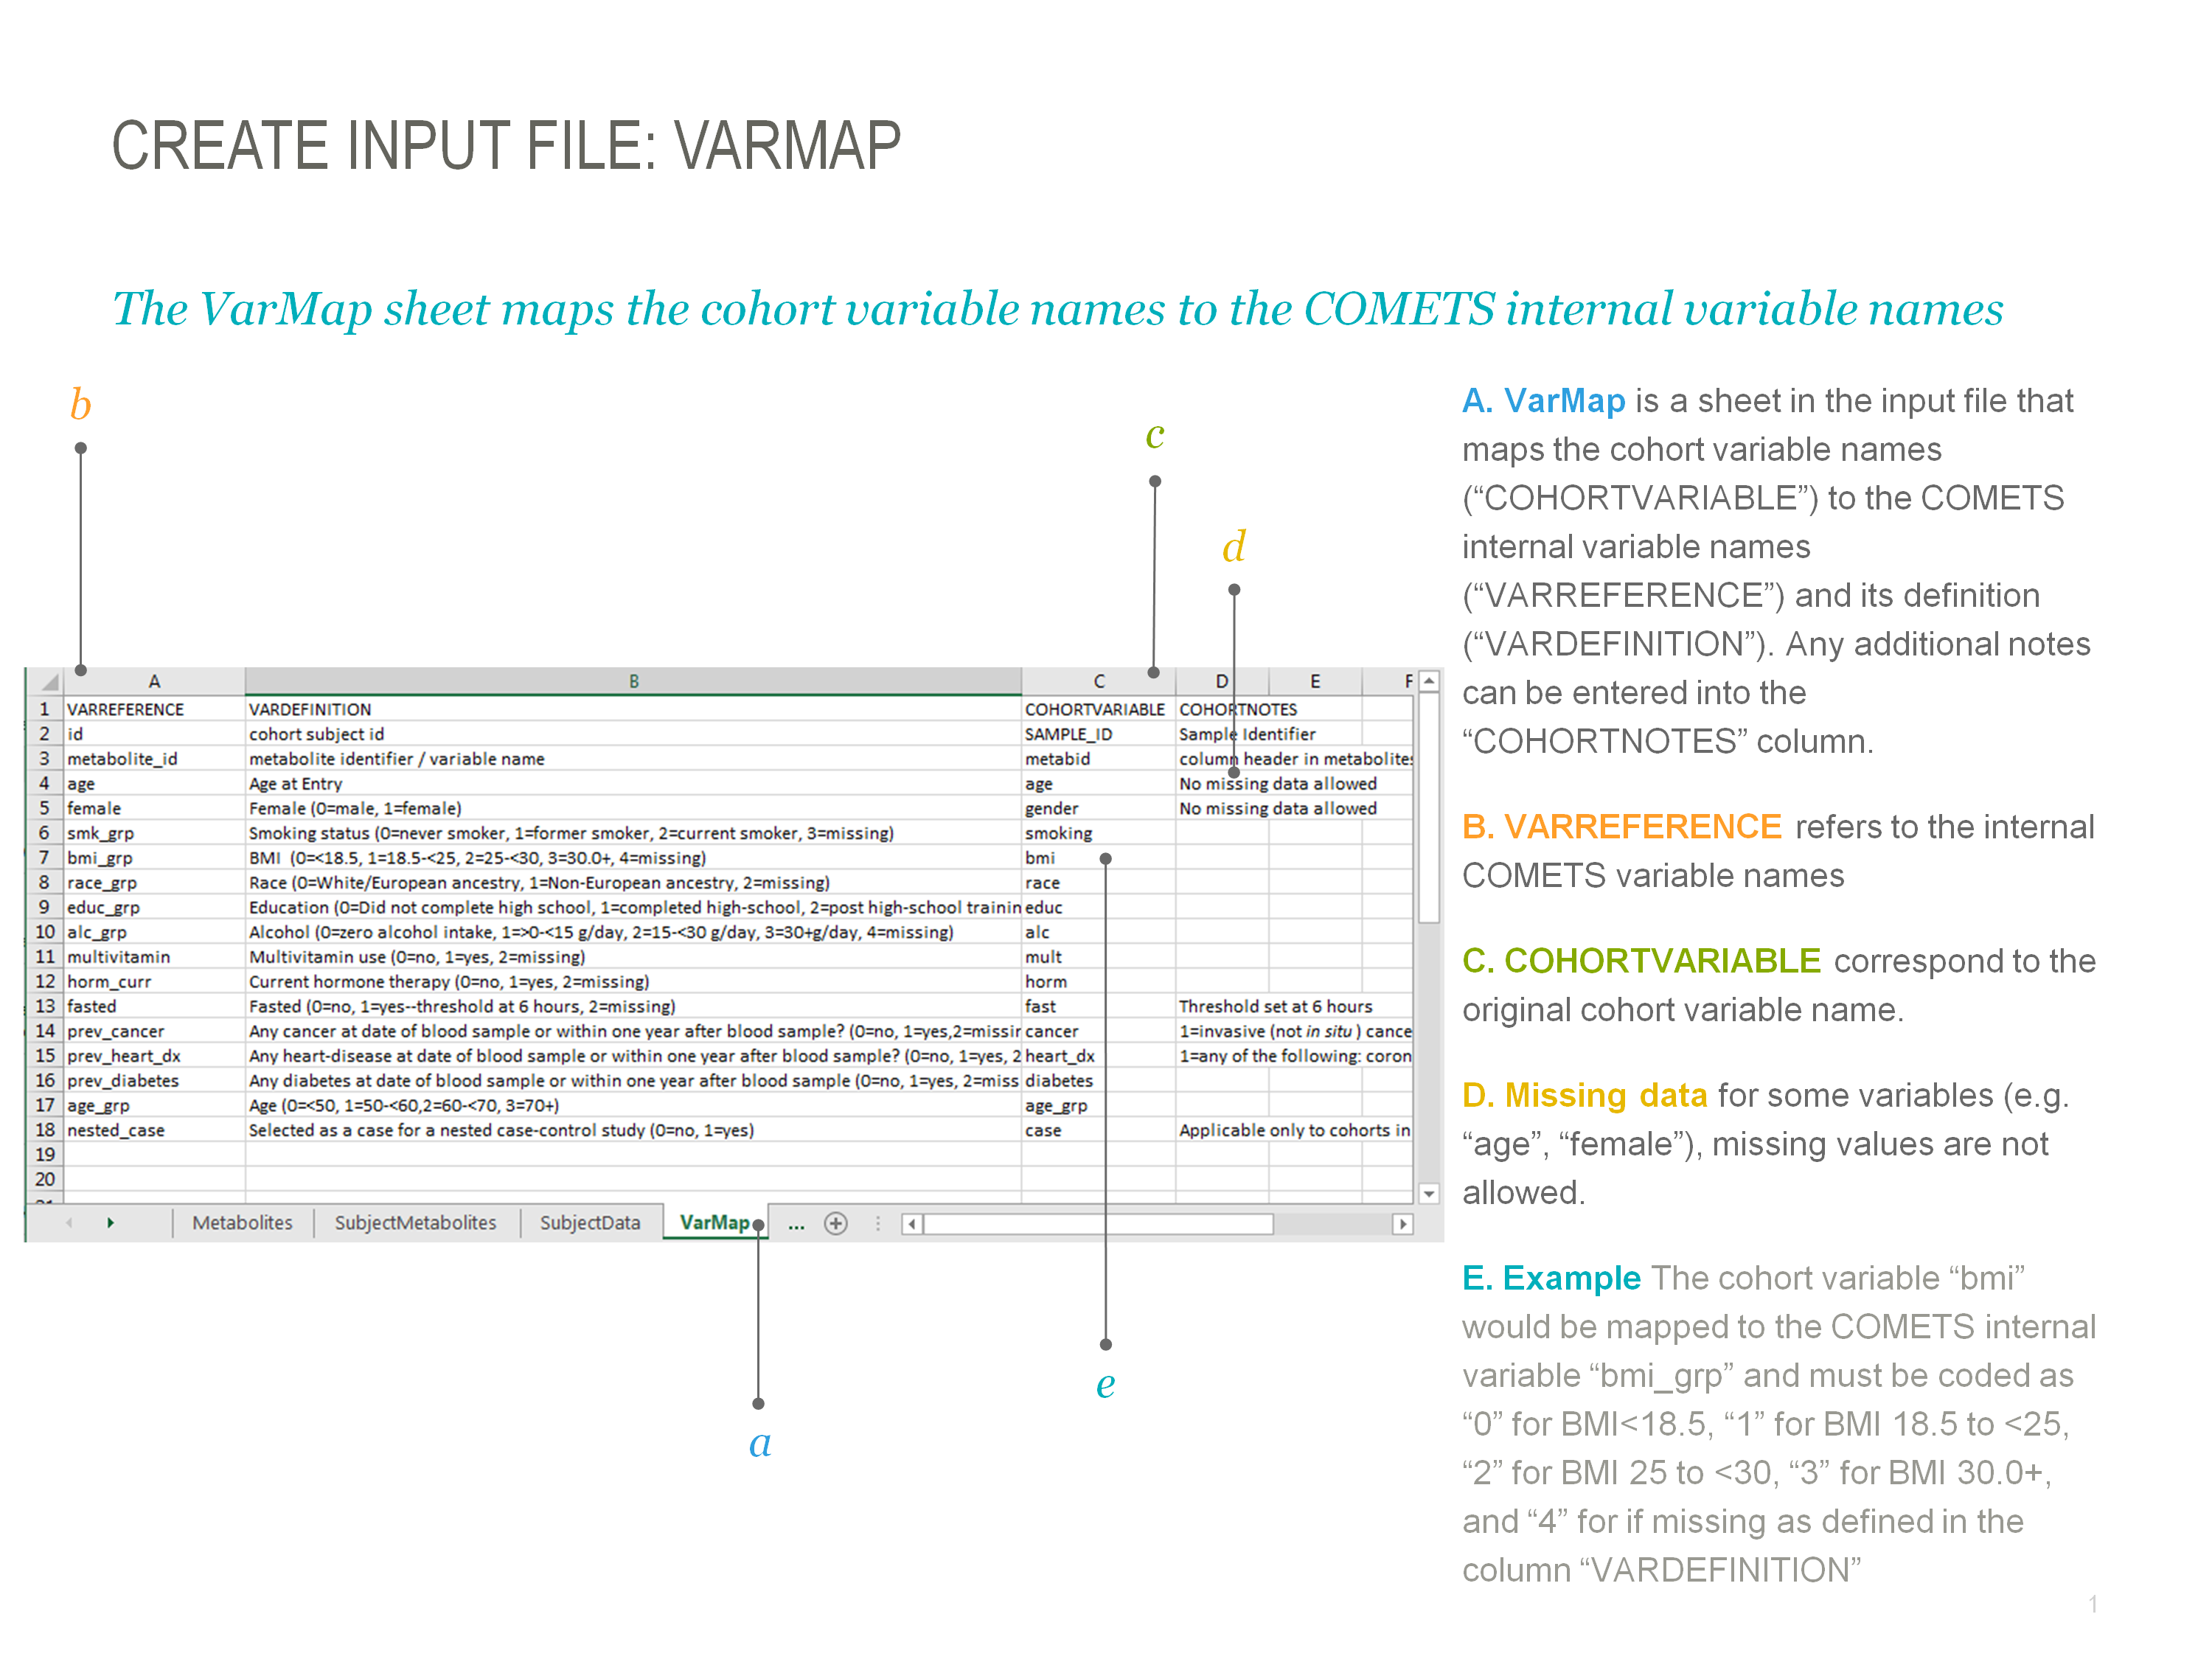 CREATE INPUT FILE: VARMAP
The VarMap sheet maps the cohort variable names to the COMETS internal variable names
b
c
d
A B C D E F
1 VARREFERENCE VARDEFINITION COHORTVARIABLE COHORTNOTES
2 id cohort subject id SAMPLE_ID Sample Identifier
3 metabolite_id metabolite identifier / variable name metabid column header in metabolites
4 age Age at Entry age No missing data allowed
5 female Female (0=male, 1=female) gender No missing data allowed
6 smk_grp Smoking status (0=never smoker, 1=former smoker, 2=current smoker, 3=missing) smoking
7 bmi_grp BMI (0=<18.5, 1=18.5-<25, 2=25-<30, 3=30.0+, 4=missing) bmi
8 race_grp Race (0=White/European ancestry, 1=Non-European ancestry, 2=missing) race
9 educ_grp Education (0=Did not complete high school, 1=completed high-school, 2=post high-school trainin educ
10 alc_grp Alcohol (0=zero alcohol intake, 1=>0-<15 g/day, 2=15-<30 g/day, 3=30+g/day, 4=missing) alc
11 multivitamin Multivitamin use (0=no, 1=yes, 2=missing) mult
12 horm_curr Current hormone therapy (0=no, 1=yes, 2=missing) horm
13 fasted Fasted (0=no, 1=yes--threshold at 6 hours, 2=missing) fast Threshold set at 6 hours
14 prev_cancer Any cancer at date of blood sample or within one year after blood sample? (0=no, 1=yes,2=missir cancer 1=invasive (not in situ ) cance
15 prev_heart_dx Any heart-disease at date of blood sample or within one year after blood sample? (0=no, 1=yes, 2 heart_dx 1=any of the following: coron
16 prev_diabetes Any diabetes at date of blood sample or within one year after blood sample (0=no, 1=yes, 2=miss diabetes
17 age_grp Age (0=<50, 1=50-<60,2=60-<70, 3=70+) age_grp
18 nested_case Selected as a case for a nested case-control study (0=no, 1=yes) case Applicable only to cohorts in
19
20
Metabolites SubjectMetabolites SubjectData VarMap ...
e
a
A. VarMap is a sheet in the input file that
maps the cohort variable names
(“COHORTVARIABLE”) to the COMETS
internal variable names
(“VARREFERENCE”) and its definition
(“VARDEFINITION”). Any additional notes
can be entered into the
“COHORTNOTES” column.
B. VARREFERENCE refers to the internal
COMETS variable names
C. COHORTVARIABLE correspond to the
original cohort variable name.
D. Missing data for some variables (e.g.
“age”, “female”), missing values are not
allowed.
E. Example The cohort variable “bmi”
would be mapped to the COMETS internal
variable “bmi_grp” and must be coded as
“0” for BMI<18.5, “1” for BMI 18.5 to <25,
“2” for BMI 25 to <30, “3” for BMI 30.0+,
and “4” for if missing as defined in the
column “VARDEFINITION”
1